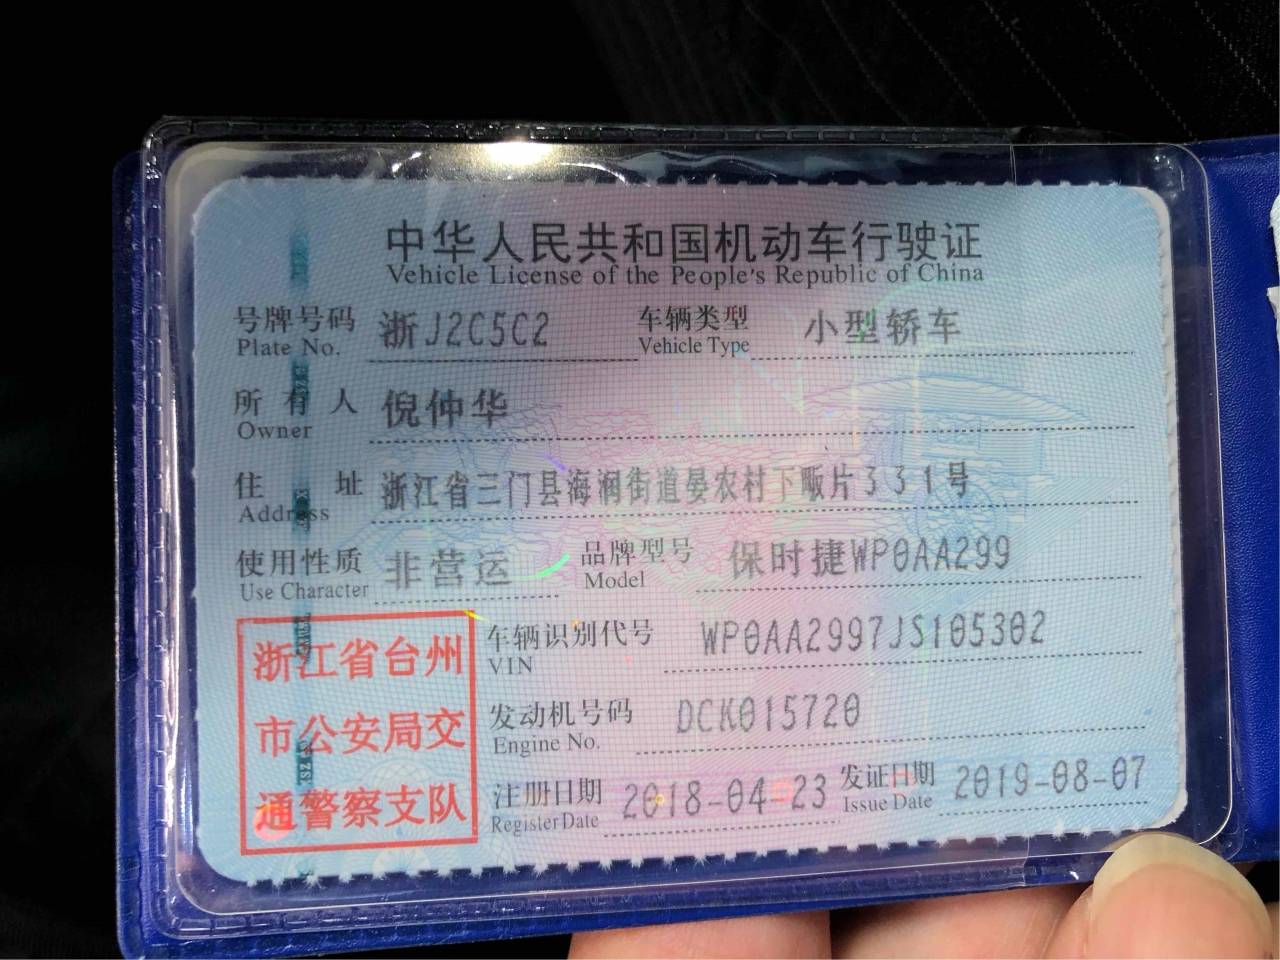 中华人民共和国机动车行驶证
Vehicle License of the People's Republic of China
号牌号码 浙J2C5C2 车辆类型 小型轿车
Plate No. Vehicle Type
所有人 倪仲华
Owner
住址 浙江省三门县海润街道晏农村下畈片331号
Address
使用性质 非营运 品牌型号 保时捷WP0AA299
Use Character Model
浙江省台州
市公安局交
通警察支队
车辆识别代号 WP0AA2997JS105302
VIN
发动机号码 DCK015720
Engine No.
注册日期 2018-04-23 发证日期 2019-08-07
Register Date Issue Date